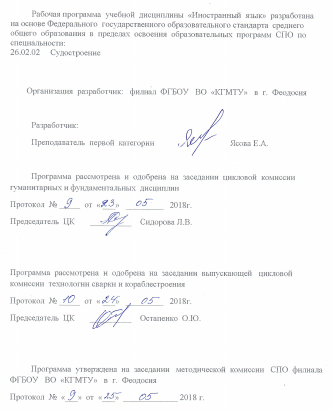 Рабочая программа учебной дисциплины «Иностранный язык» разработана
на основе Федерального государственного образовательного стандарта среднего
общего образования в пределах освоения образовательных программ СПО по
специальности:
26.02.02 Судостроение
Организация разработчик: филиал ФГБОУ ВО «КГМТУ» в г. Феодосия
Разработчик:
Преподаватель первой категории Ясова Е.А.
Программа рассмотрена и одобрена на заседании цикловой комиссии
гуманитарных и фундаментальных дисциплин
Протокол № 9 от «23» 05 2018г.
Председатель ЦК Сидорова Л.В.
Программа рассмотрена и одобрена на заседании выпускающей цикловой
комиссии технологии сварки и кораблестроения
Протокол № 10 от «24» 05 2018г.
Председатель ЦК Остапенко О.Ю.
Программа утверждена на заседании методической комиссии СПО филиала
ФГБОУ ВО «КГМТУ» в г. Феодосия
Протокол № «9» от «25» 05 2018 г.